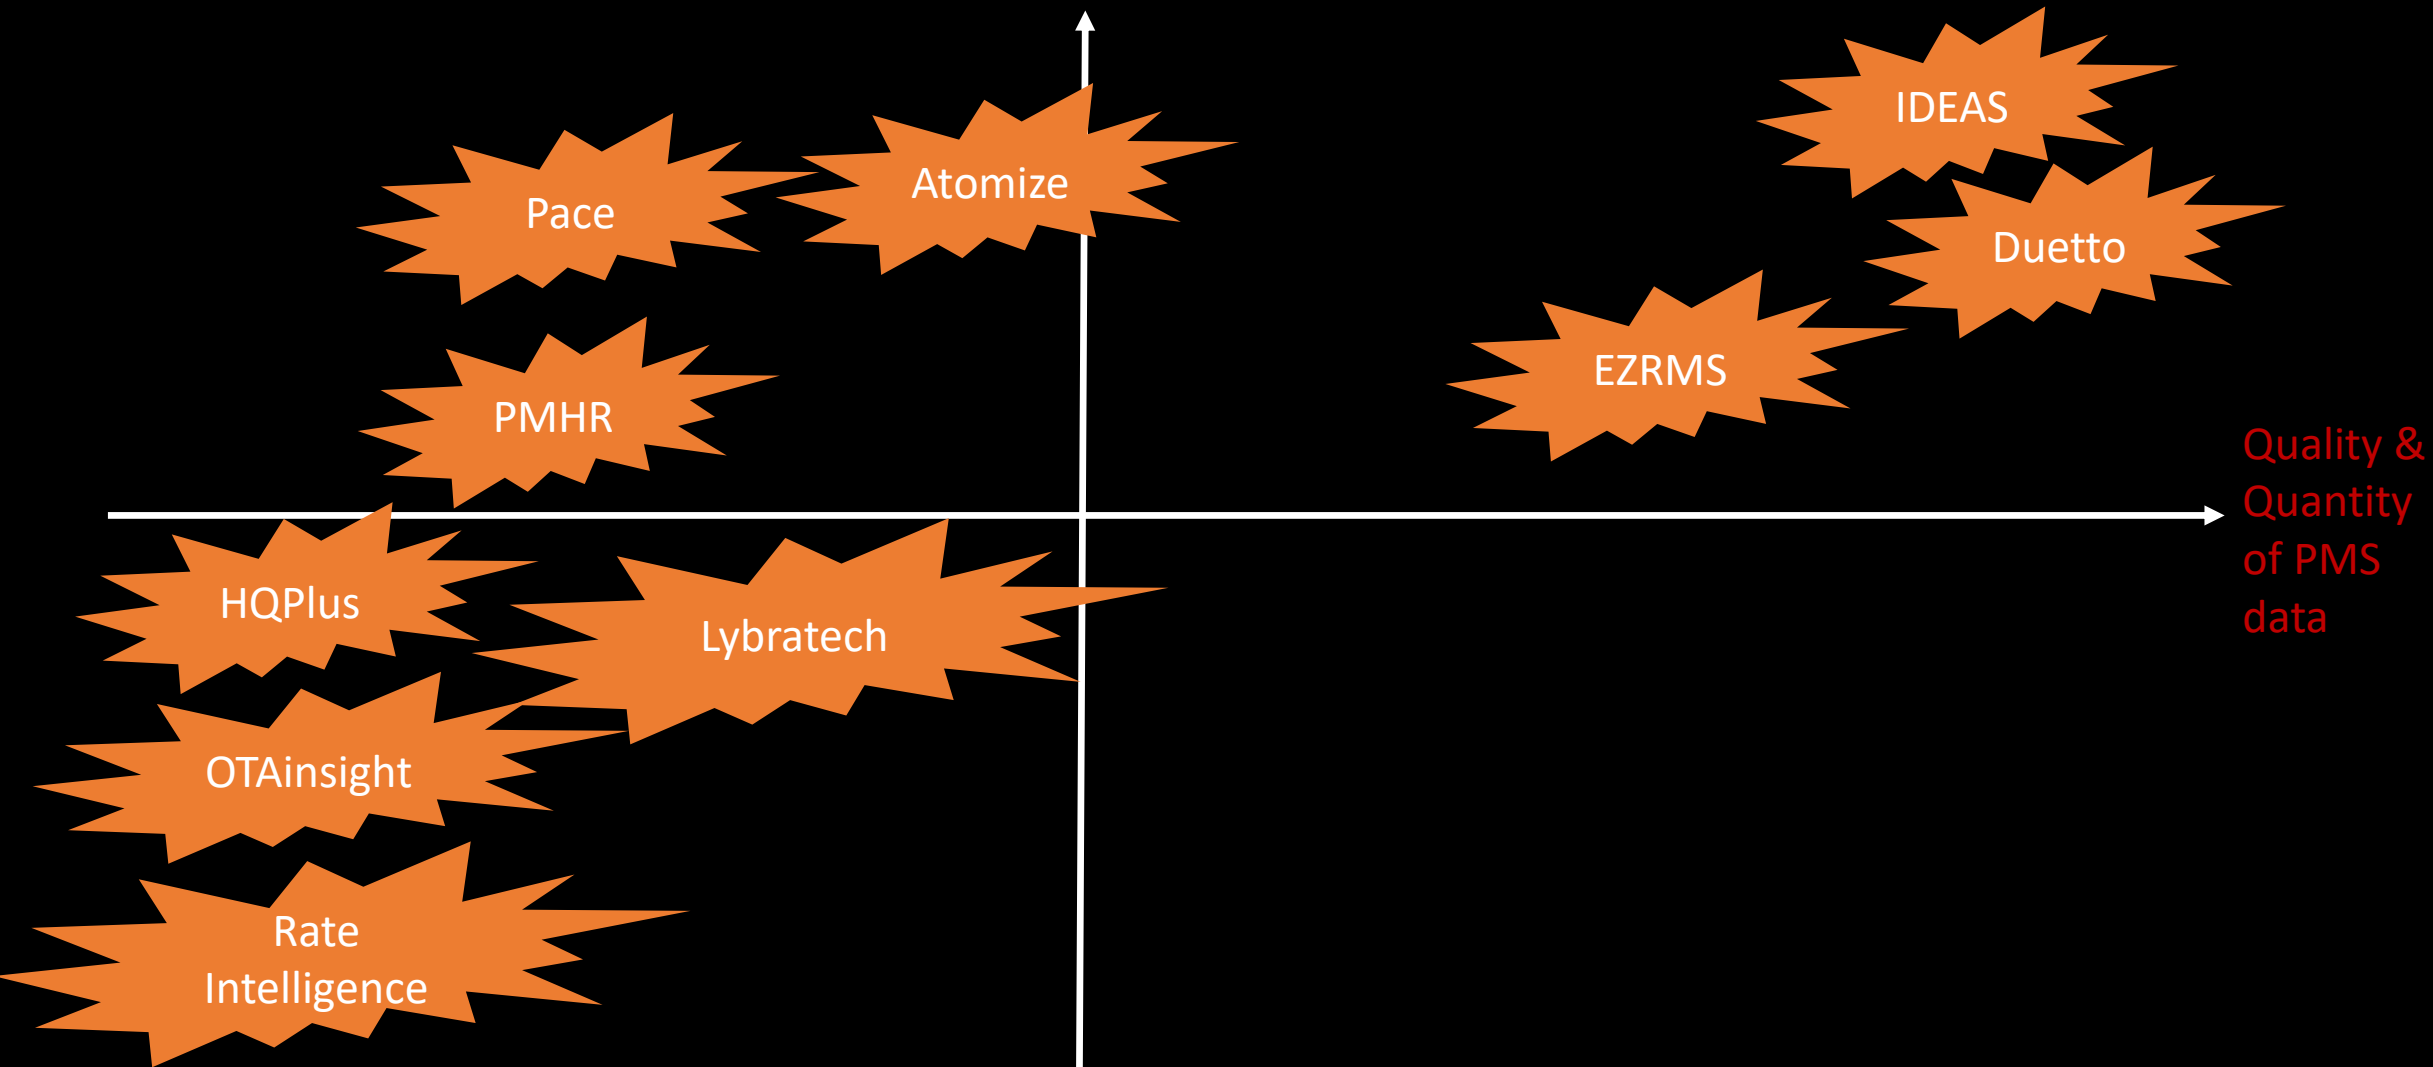 IDEAS
Atomize
Pace
Duetto
EZRMS
PMHR
Quality &
Quantity
of PMS
data
HQPlus
Lybratech
OTAinsight
Rate
Intelligence